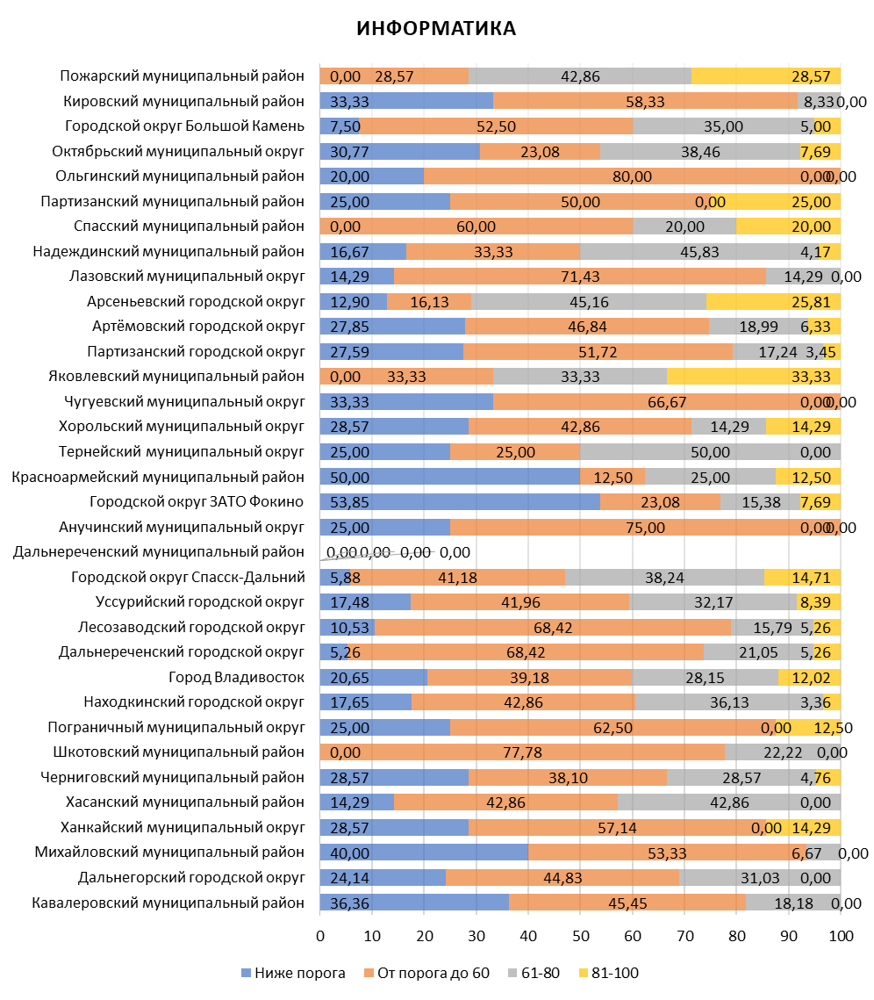 ИНФОРМАТИКА
Пожарский муниципальный район 0,00 28,57 42,86 28,57
Кировский муниципальный район 33,33 58,33 8,33 0,00
Городской округ Большой Камень 7,50 52,50 35,00 5,00
Октябрьский муниципальный округ 30,77 23,08 38,46 7,69
Ольгинский муниципальный район 20,00 80,00 0,00 0,00
Партизанский муниципальный район 25,00 50,00 0,00 25,00
Спасский муниципальный район 0,00 60,00 20,00 20,00
Надеждинский муниципальный район 16,67 33,33 45,83 4,17
Лазовский муниципальный округ 14,29 71,43 14,29 0,00
Арсеньевский городской округ 12,90 16,13 45,16 25,81
Артёмовский городской округ 27,85 46,84 18,99 6,33
Партизанский городской округ 27,59 51,72 17,24 3,45
Яковлевский муниципальный район 0,00 33,33 33,33 33,33
Чугуевский муниципальный округ 33,33 66,67 0,00 0,00
Хорольский муниципальный округ 28,57 42,86 14,29 14,29
Тернейский муниципальный округ 25,00 25,00 50,00 0,00
Красноармейский муниципальный район 50,00 12,50 25,00 12,50
Городской округ ЗАТО Фокино 53,85 23,08 15,38 7,69
Анучинский муниципальный округ 25,00 75,00 0,00 0,00
Дальнереченский муниципальный район 0,00 0,00 0,00 0,00
Городской округ Спасск-Дальний 5,88 41,18 38,24 14,71
Уссурийский городской округ 17,48 41,96 32,17 8,39
Лесозаводский городской округ 10,53 68,42 15,79 5,26
Дальнереченский городской округ 5,26 68,42 21,05 5,26
Город Владивосток 20,65 39,18 28,15 12,02
Находкинский городской округ 17,65 42,86 36,13 3,36
Пограничный муниципальный округ 25,00 62,50 0,00 12,50
Шкотовский муниципальный район 0,00 77,78 22,22 0,00
Черниговский муниципальный район 28,57 38,10 28,57 4,76
Хасанский муниципальный район 14,29 42,86 42,86 0,00
Ханкайский муниципальный округ 28,57 57,14 0,00 14,29
Михайловский муниципальный район 40,00 53,33 6,67 0,00
Дальнегорский городской округ 24,14 44,83 31,03 0,00
Кавалеровский муниципальный район 36,36 45,45 18,18 0,00
0 10 20 30 40 50 60 70 80 90 100
Ниже порога От порога до 60 61-80 81-100